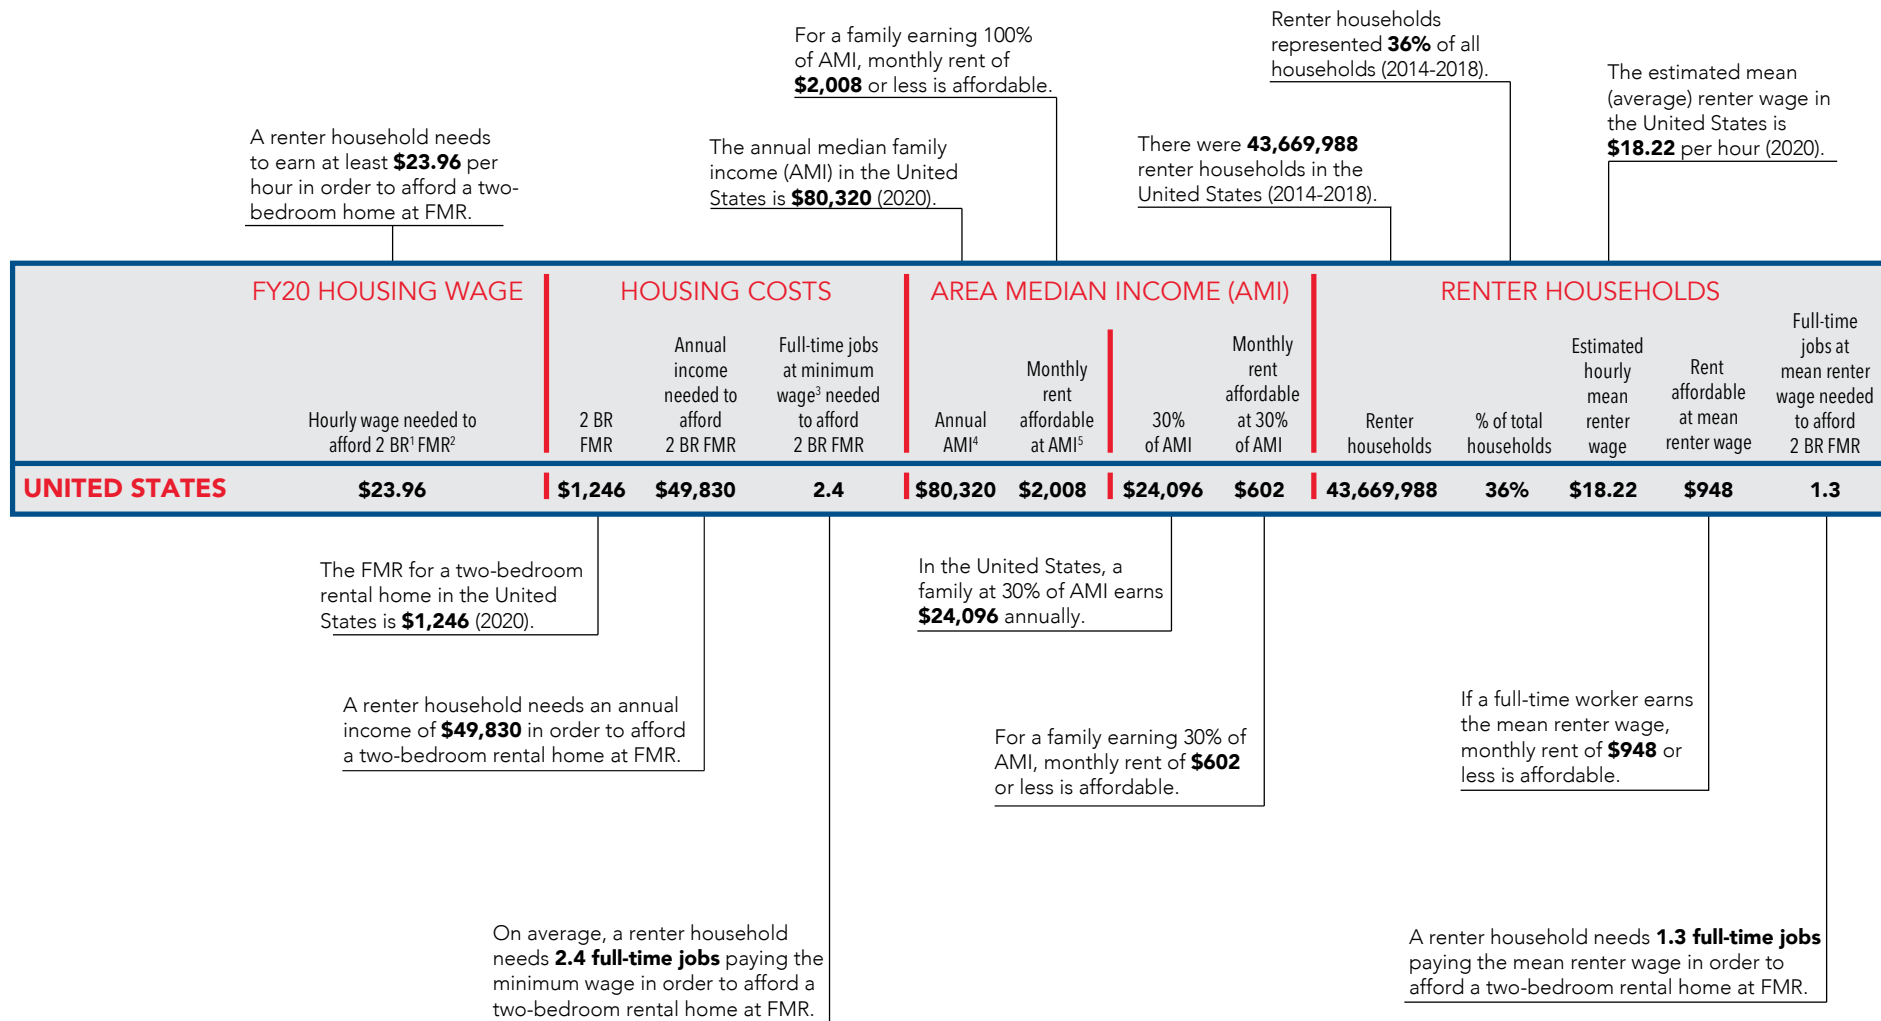 For a family earning 100%
of AMI, monthly rent of
$2,008 or less is affordable.
Renter households
represented 36% of all
households (2014-2018).
The estimated mean
(average) renter wage in
the United States is
$18.22 per hour (2020).
A renter household needs
to earn at least $23.96 per
hour in order to afford a two-
bedroom home at FMR.
The annual median family
income (AMI) in the United
States is $80,320 (2020).
There were 43,669,988
renter households in the
United States (2014-2018).
FY20 HOUSING WAGE
HOUSING COSTS
AREA MEDIAN INCOME (AMI)
RENTER HOUSEHOLDS
Hourly wage needed to
afford 2 BR¹ FMR²
2 BR
FMR
Annual
income
needed to
afford
2 BR FMR
Full-time jobs
at minimum
wage³ needed
to afford
2 BR FMR
Annual
AMI⁴
Monthly
rent
affordable
at AMI⁵
30%
of AMI
Monthly
rent
affordable
at 30%
of AMI
Renter
households
% of total
households
Estimated
hourly
mean
renter
wage
Rent
affordable
at mean
renter wage
Full-time
jobs at
mean renter
wage needed
to afford
2 BR FMR
UNITED STATES $23.96 $1,246 $49,830 2.4 $80,320 $2,008 $24,096 $602 43,669,988 36% $18.22 $948 1.3
The FMR for a two-bedroom
rental home in the United
States is $1,246 (2020).
In the United States, a
family at 30% of AMI earns
$24,096 annually.
A renter household needs an annual
income of $49,830 in order to afford
a two-bedroom rental home at FMR.
For a family earning 30% of
AMI, monthly rent of $602
or less is affordable.
If a full-time worker earns
the mean renter wage,
monthly rent of $948 or
less is affordable.
On average, a renter household
needs 2.4 full-time jobs paying the
minimum wage in order to afford a
two-bedroom rental home at FMR.
A renter household needs 1.3 full-time jobs
paying the mean renter wage in order to
afford a two-bedroom rental home at FMR.